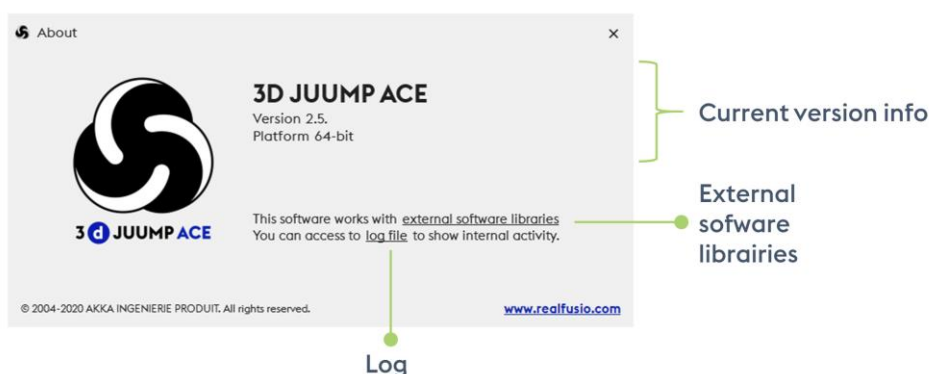 About
3D JUUMP ACE
Version 2.5.
Platform 64-bit
Current version info
3 d JUUMP ACE
This software works with external software libraries
You can access to log file to show internal activity.
External
sofware
librairies
© 2004-2020 AKKA INGENIERIE PRODUIT. All rights reserved.
www.realfusio.com
Log